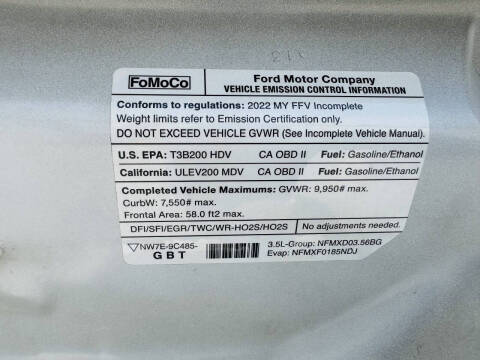 FoMoCo
Ford Motor Company
VEHICLE EMISSION CONTROL INFORMATION
Conforms to regulations: 2022 MY FFV Incomplete
Weight limits refer to Emission Certification only.
DO NOT EXCEED VEHICLE GVWR (See Incomplete Vehicle Manual).
U.S. EPA: T3B200 HDV CA OBD II Fuel: Gasoline/Ethanol
California: ULEV200 MDV CA OBD II Fuel: Gasoline/Ethanol
Completed Vehicle Maximums: GVWR: 9,950# max.
CurbW: 7,550# max.
Frontal Area: 58.0 ft2 max.
DFI/SFI/EGR/TWC/WR-HO2S/HO2S No adjustments needed.
NW7E-9C485- 3.5L-Group: NFMXD03.56BG
GBT Evap: NFMXF0185NDJ